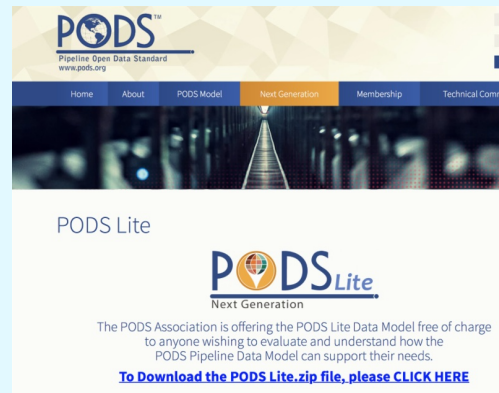 PODS™
Pipeline Open Data Standard
www.pods.org
Home About PODS Model Next Generation Membership Technical Comm
PODS Lite
PODS Lite
Next Generation
The PODS Association is offering the PODS Lite Data Model free of charge
to anyone wishing to evaluate and understand how the
PODS Pipeline Data Model can support their needs.
To Download the PODS Lite.zip file, please CLICK HERE